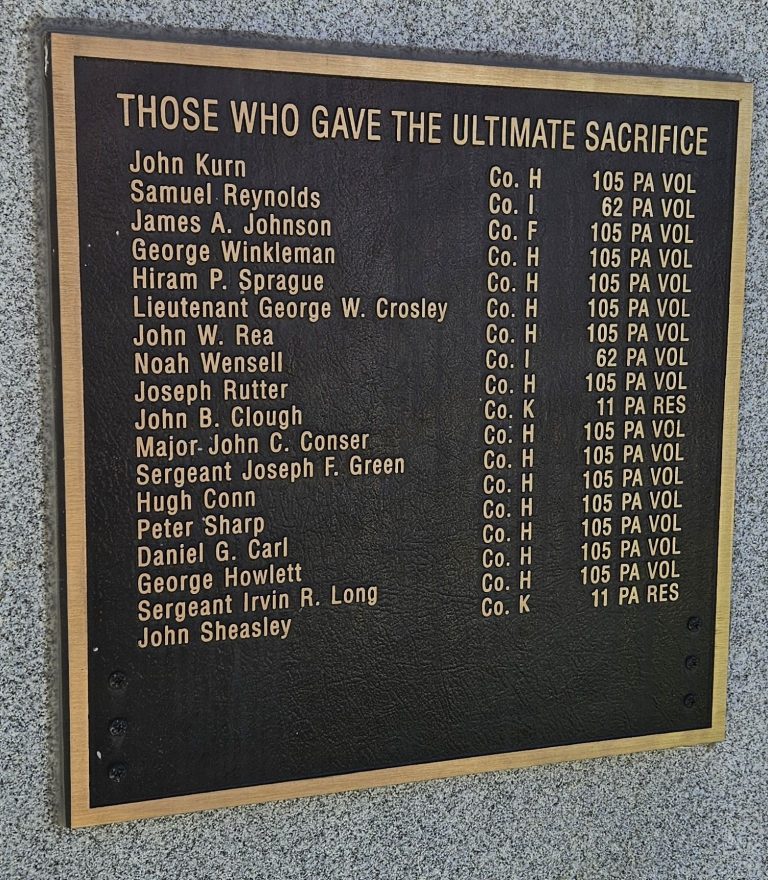 THOSE WHO GAVE THE ULTIMATE SACRIFICE
John Kurn Co. H 105 PA VOL
Samuel Reynolds Co. I 62 PA VOL
James A. Johnson Co. F 105 PA VOL
George Winkleman Co. H 105 PA VOL
Hiram P. Sprague Co. H 105 PA VOL
Lieutenant George W. Crosley Co. H 105 PA VOL
John W. Rea Co. H 105 PA VOL
Noah Wensell Co. I 62 PA VOL
Joseph Rutter Co. H 105 PA VOL
John B. Clough Co. K 11 PA RES
Major John C. Conser Co. H 105 PA VOL
Sergeant Joseph F. Green Co. H 105 PA VOL
Hugh Conn Co. H 105 PA VOL
Peter Sharp Co. H 105 PA VOL
Daniel G. Carl Co. H 105 PA VOL
George Howlett Co. H 105 PA VOL
Sergeant Irvin R. Long Co. H 105 PA VOL
John Sheasley Co. K 11 PA RES